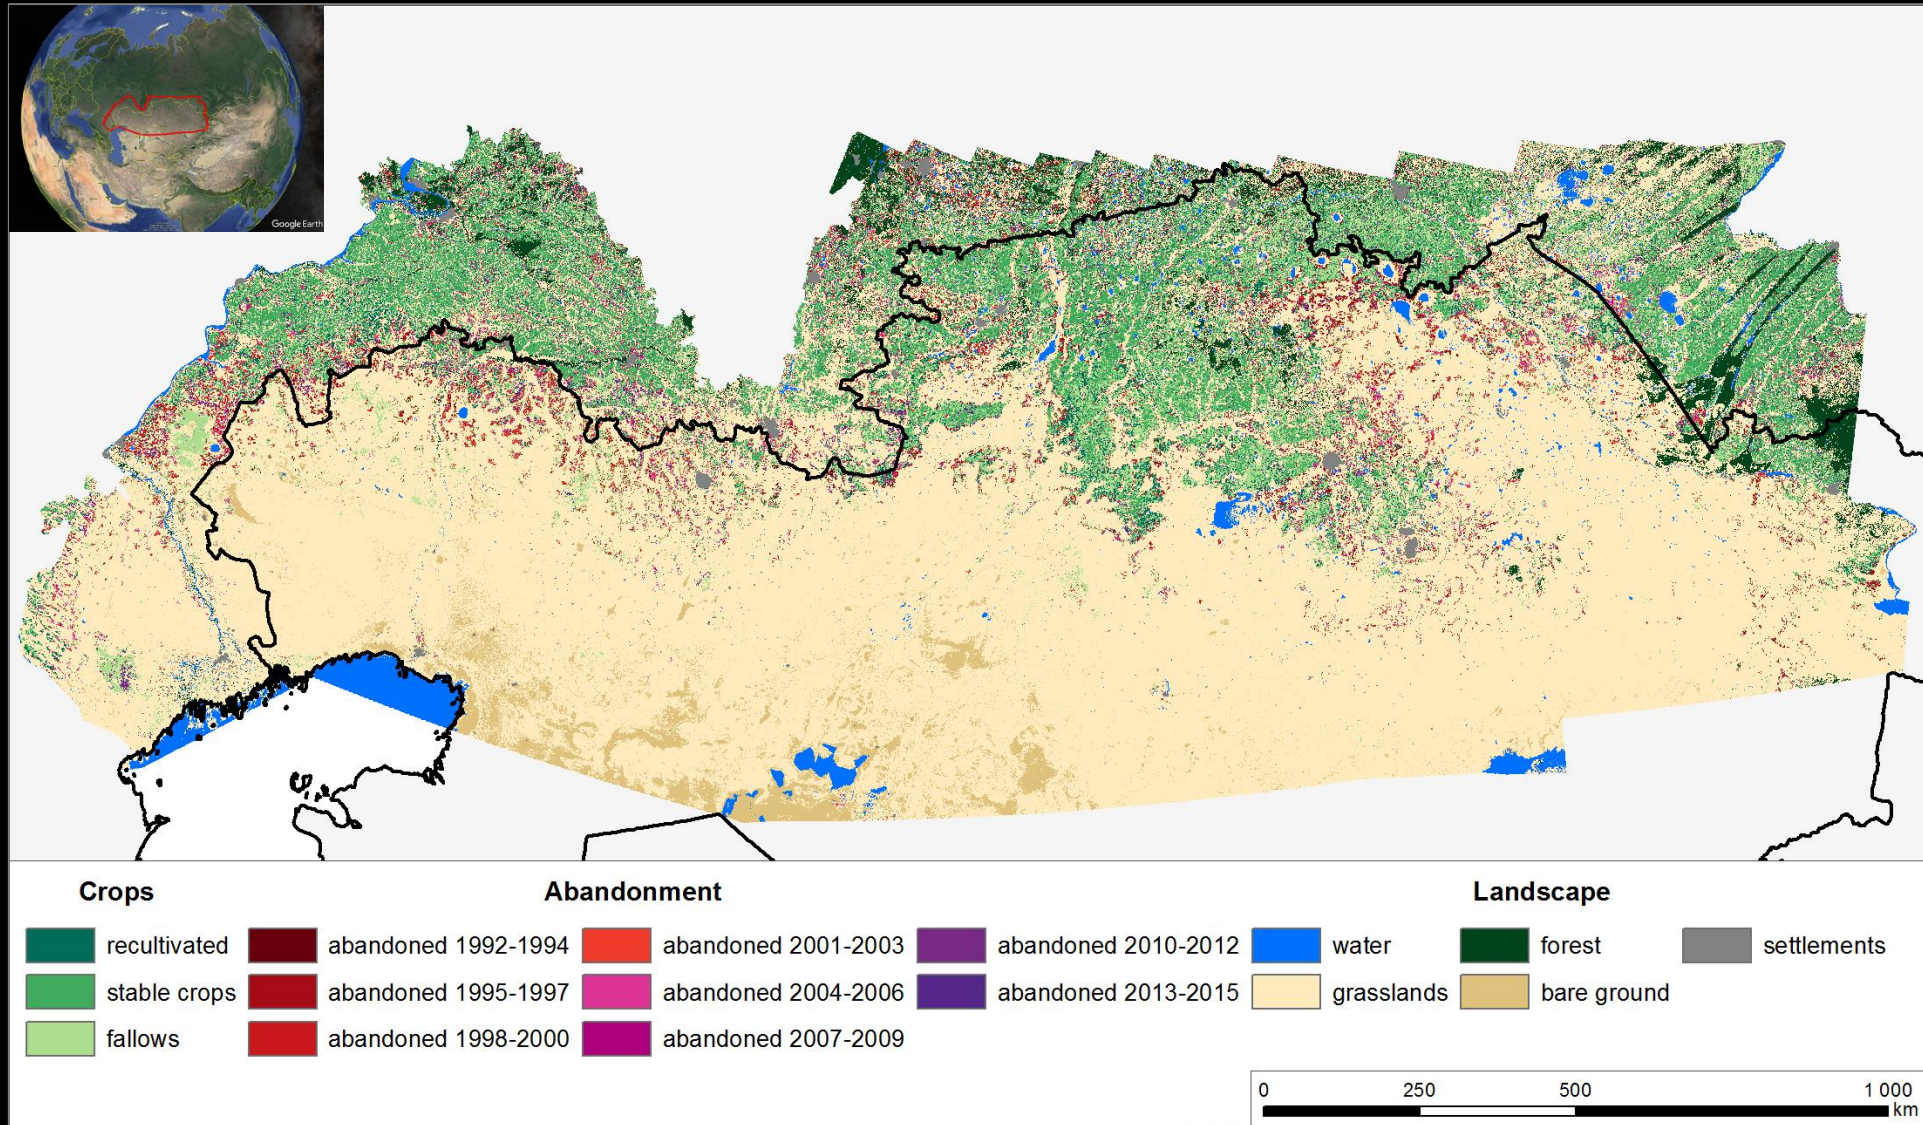 Google Earth
Crops
Abandonment
Landscape
recultivated
abandoned 1992-1994
abandoned 2001-2003
abandoned 2010-2012
water
forest
settlements
stable crops
abandoned 1995-1997
abandoned 2004-2006
abandoned 2013-2015
grasslands
bare ground
fallows
abandoned 1998-2000
abandoned 2007-2009
0 250 500 1 000
km